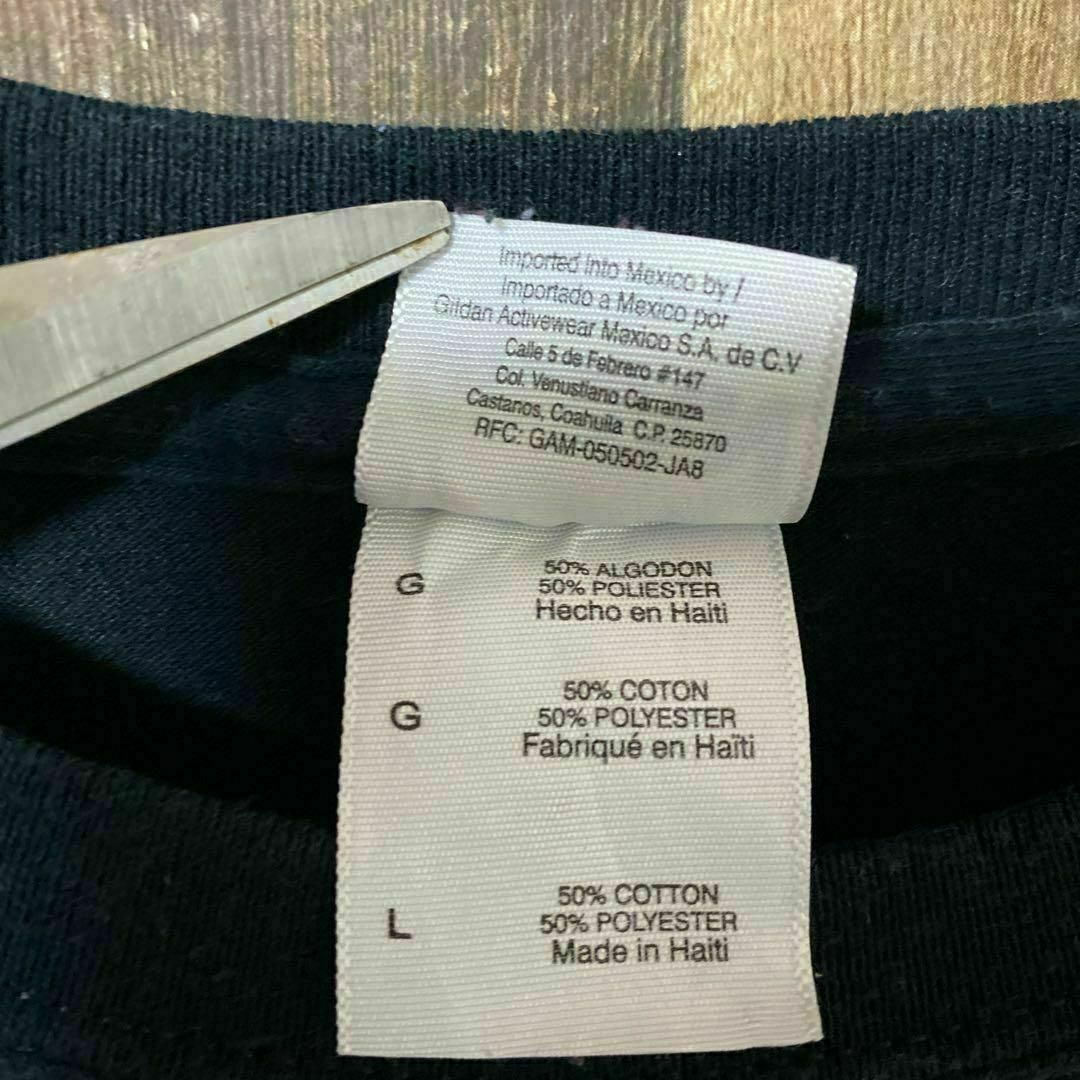 Imported into Mexico by /
Importado a Mexico por
Gildan Activewear Mexico S.A. de C.V
Calle 5 de Febrero #147
Col. Venustiano Carranza
Castanos, Coahuila C.P. 25870
RFC: GAM-050502-JA8
G
50% ALGODON
50% POLIESTER
Hecho en Haiti
G
50% COTON
50% POLYESTER
Fabriqué en Haïti
L
50% COTTON
50% POLYESTER
Made in Haiti